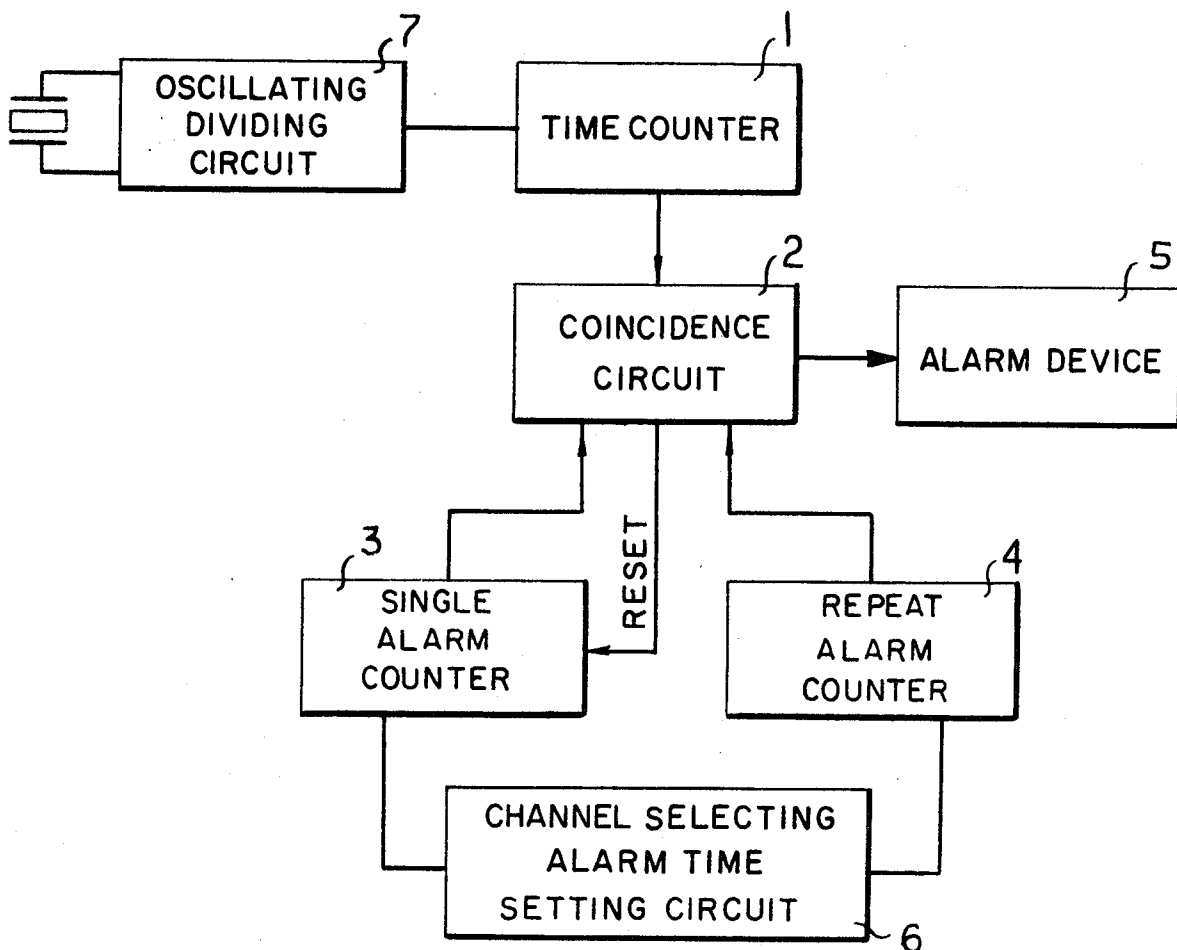 7
OSCILLATING
DIVIDING
CIRCUIT
1
TIME COUNTER
2
COINCIDENCE
CIRCUIT
5
ALARM DEVICE
RESET
3
SINGLE
ALARM
COUNTER
4
REPEAT
ALARM
COUNTER
CHANNEL SELECTING
ALARM TIME
SETTING CIRCUIT
6